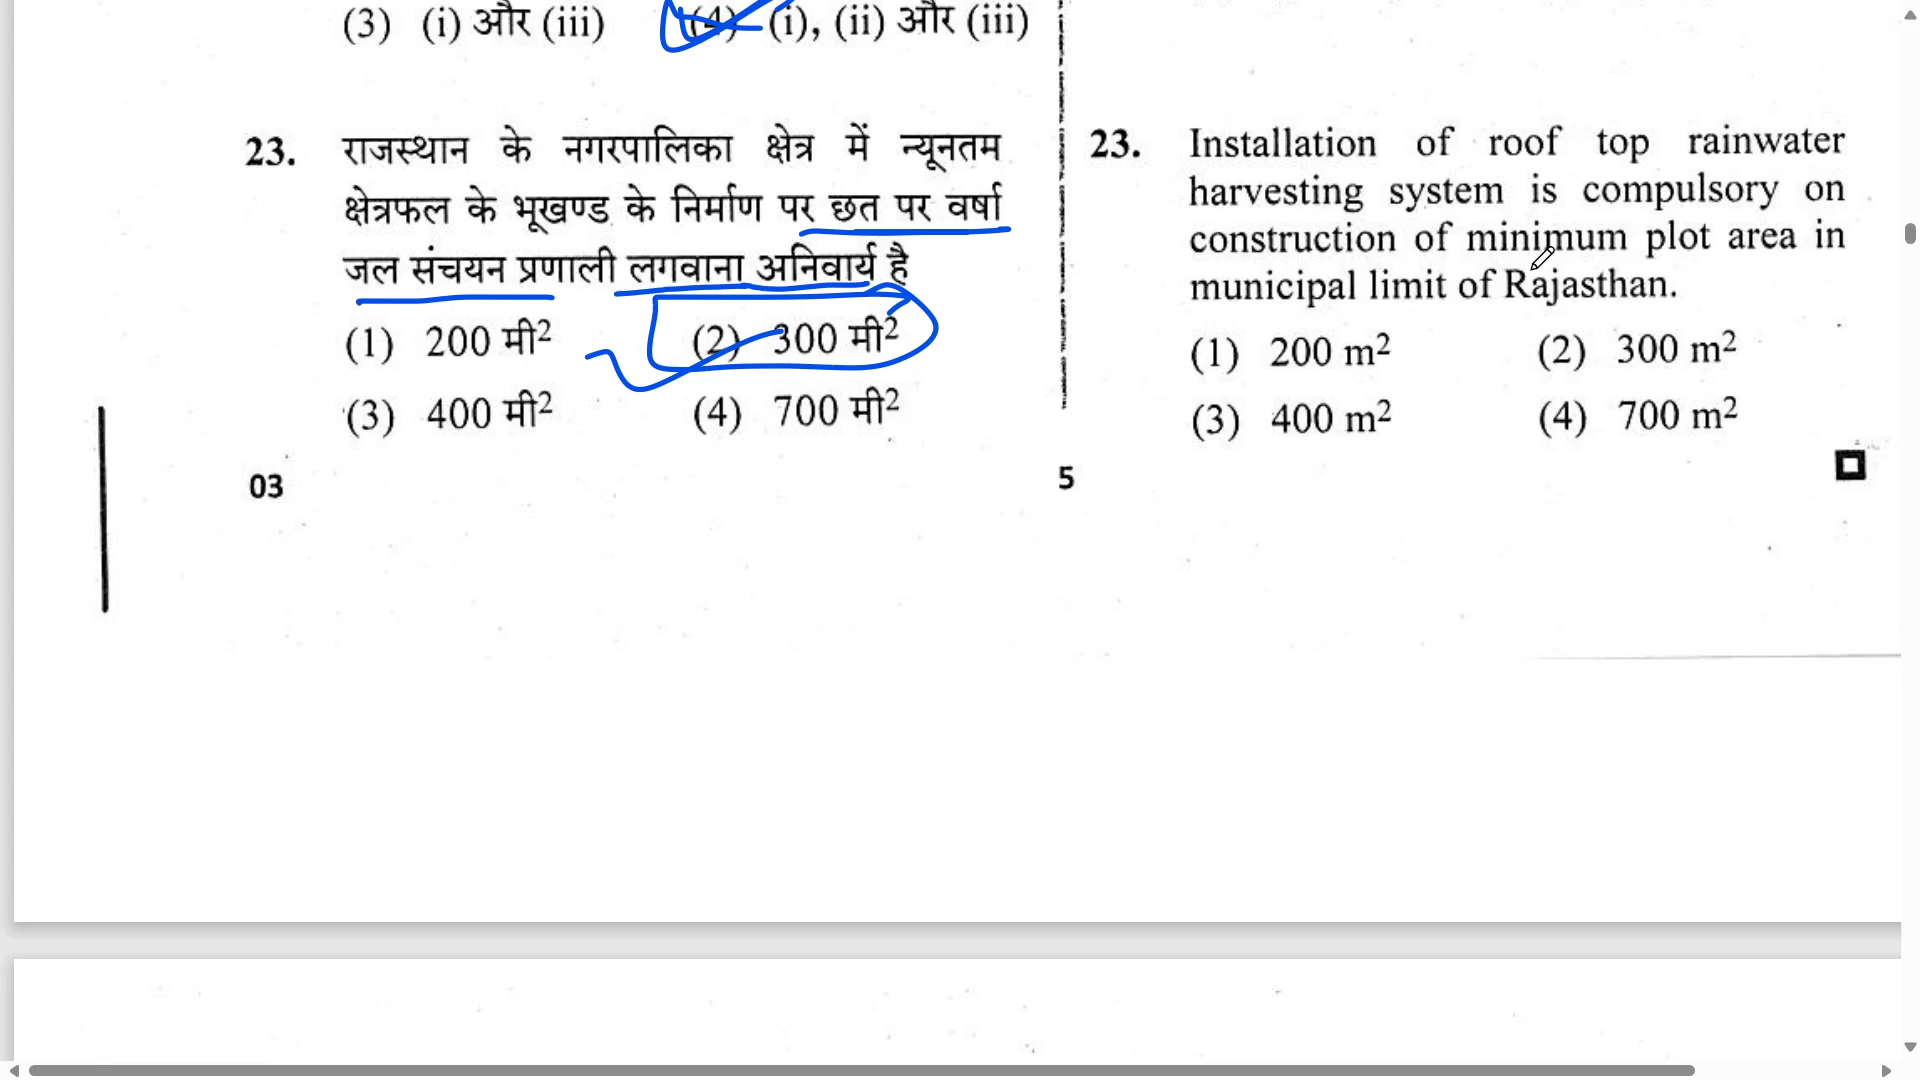 (3) (i) और (iii) (4) (i), (ii) और (iii)
23. राजस्थान के नगरपालिका क्षेत्र में न्यूनतम
क्षेत्रफल के भूखण्ड के निर्माण पर छत पर वर्षा
जल संचयन प्रणाली लगवाना अनिवार्य है
(1) 200 मी² (2) 300 मी²
(3) 400 मी² (4) 700 मी²
03
23. Installation of roof top rainwater
harvesting system is compulsory on
construction of minimum plot area in
municipal limit of Rajasthan.
(1) 200 m² (2) 300 m²
(3) 400 m² (4) 700 m²
5